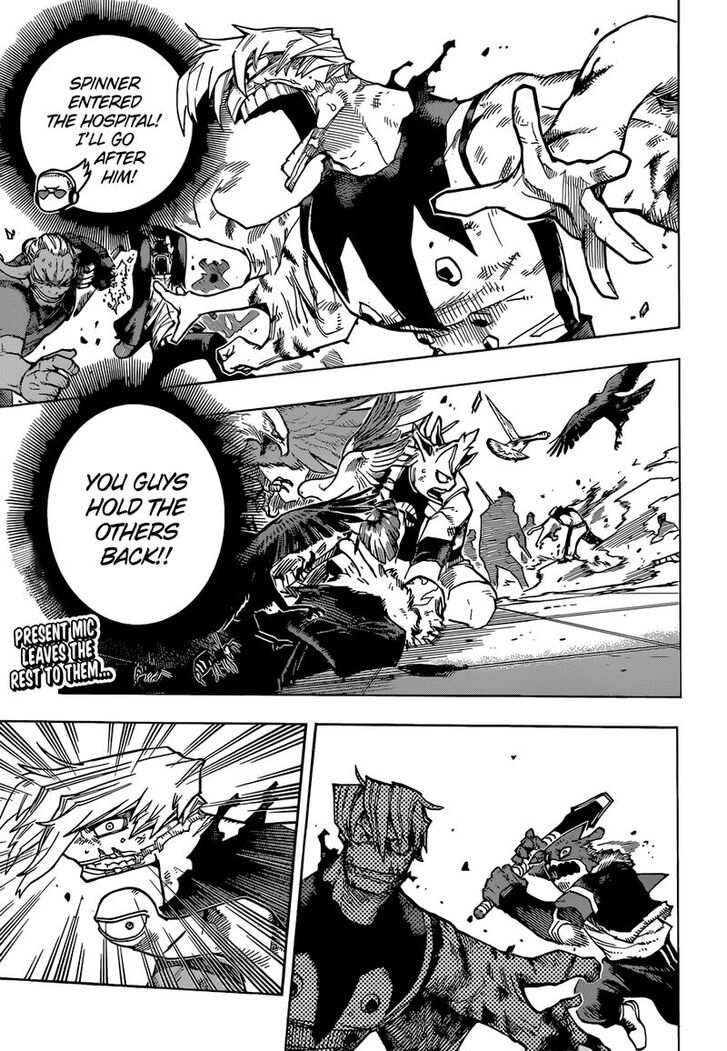 SPINNER
ENTERED
THE HOSPITAL!
I'LL GO
AFTER
HIM!
YOU GUYS
HOLD THE
OTHERS
BACK!!
PRESENT MIC
LEAVES THE
REST TO THEM...